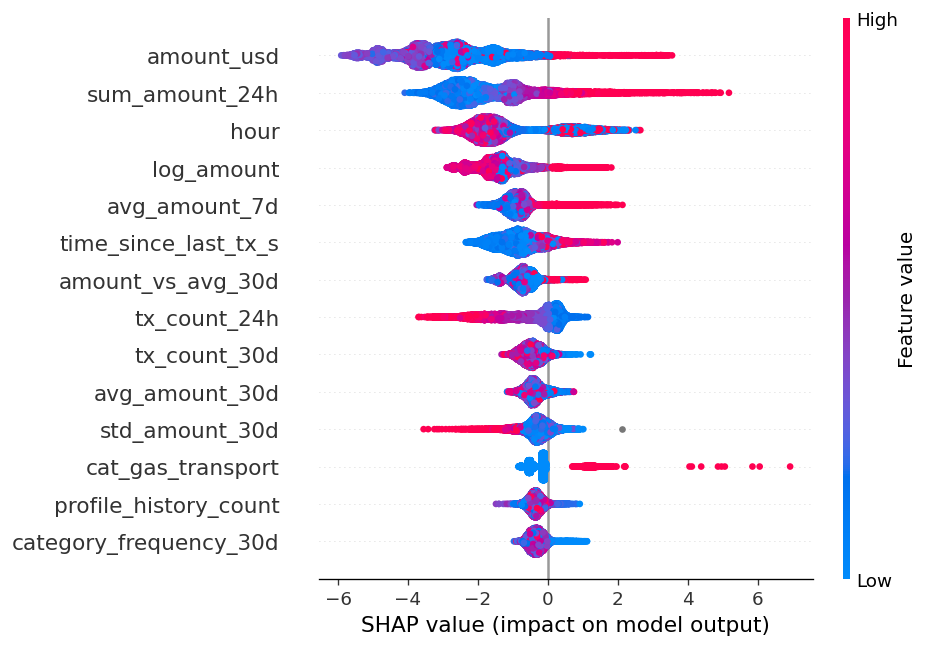 High
amount_usd
sum_amount_24h
hour
log_amount
avg_amount_7d
time_since_last_tx_s
amount_vs_avg_30d
tx_count_24h
tx_count_30d
avg_amount_30d
std_amount_30d
cat_gas_transport
profile_history_count
category_frequency_30d
Feature value
Low
−6 −4 −2 0 2 4 6
SHAP value (impact on model output)